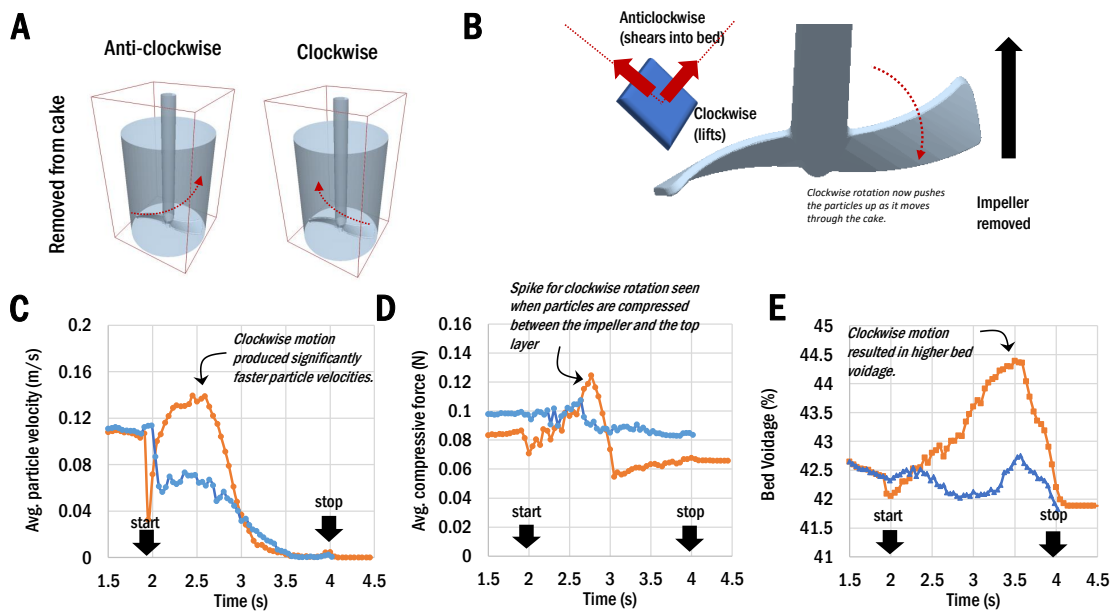 A
Anti-clockwise
Clockwise
Removed from cake
B
Anticlockwise
(shears into bed)
Clockwise
(lifts)
Clockwise rotation now pushes
the particles up as it moves
through the cake.
Impeller
removed
C
Avg. particle velocity (m/s)
0.2
0.16
0.12
0.08
0.04
0
Clockwise motion
produced significantly
faster particle velocities.
start
stop
1.5
2
2.5
3
3.5
4
4.5
Time (s)
D
Spike for clockwise rotation seen
when particles are compressed
between the impeller and the top
layer
Avg. compressive force (N)
0.16
0.14
0.12
0.1
0.08
0.06
0.04
0.02
0
start
stop
1.5
2
2.5
3
3.5
4
4.5
Time (s)
E
Bed Voidage (%)
45
44.5
44
43.5
43
42.5
42
41.5
41
Clockwise motion
resulted in higher bed
voidage.
start
stop
1.5
2
2.5
3
3.5
4
4.5
Time (s)